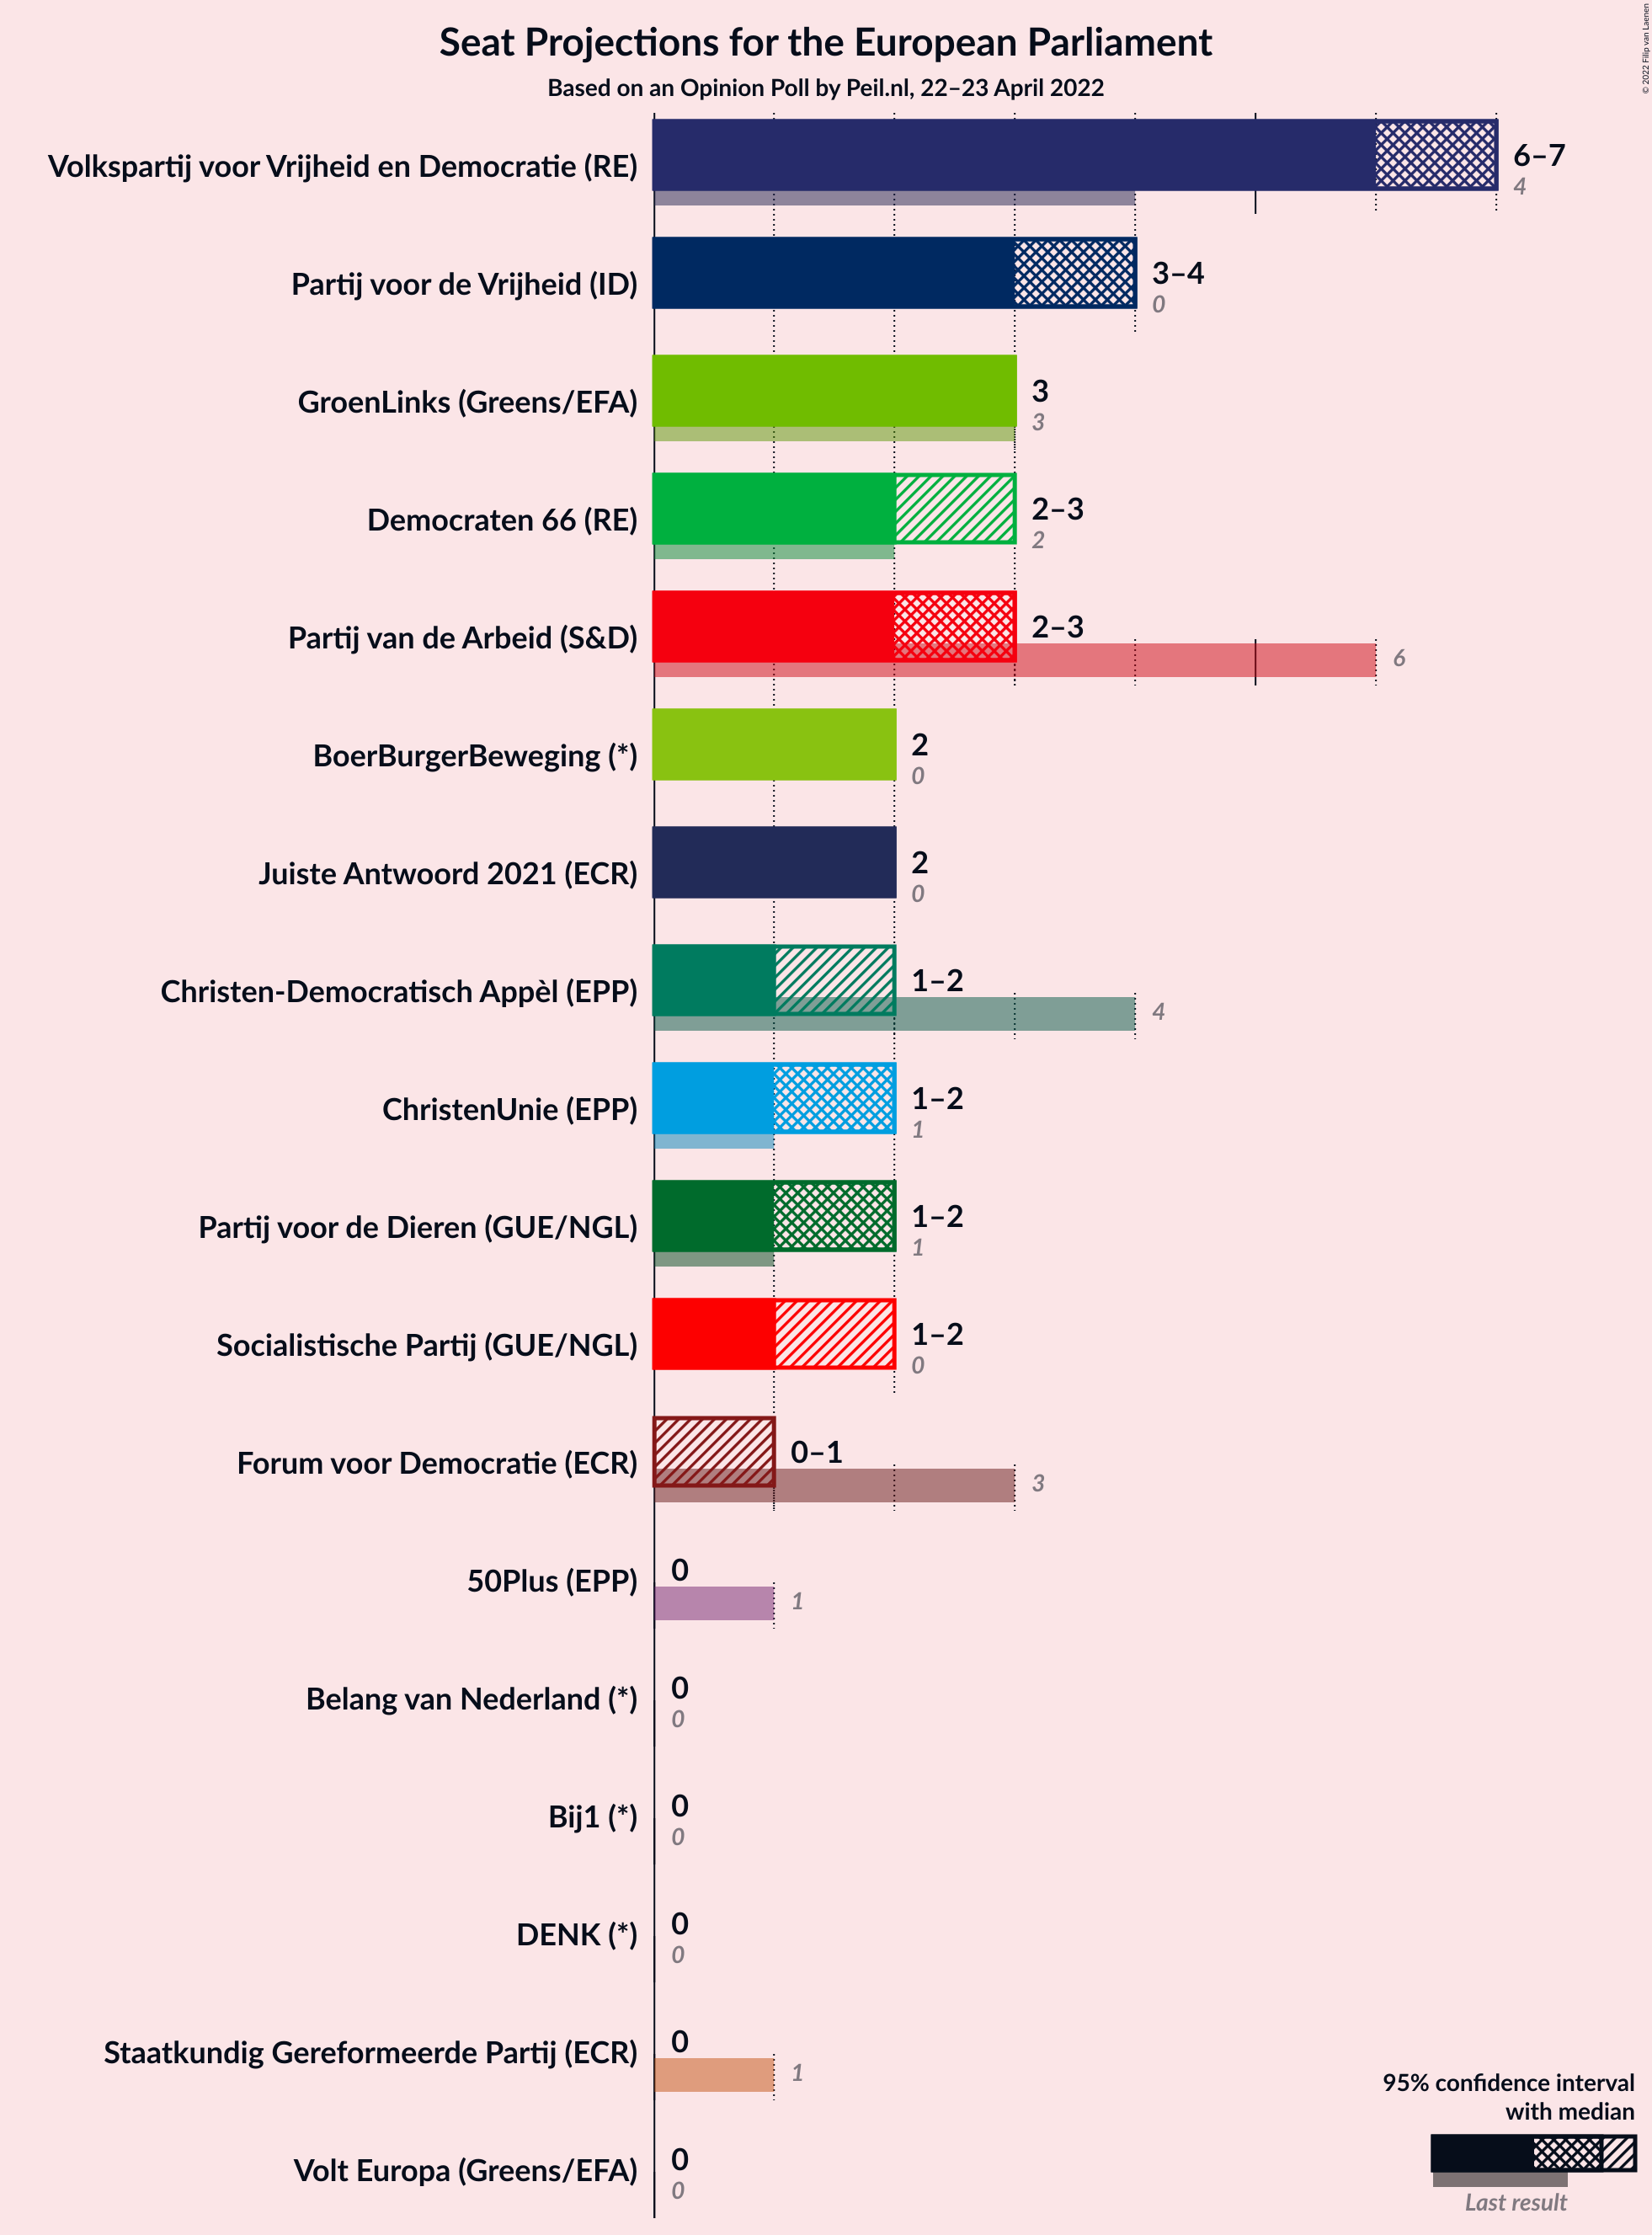 Seat Projections for the European Parliament
Based on an Opinion Poll by Peil.nl, 22–23 April 2022
© 2022 Filip van Laenen
Volkspartij voor Vrijheid en Democratie (RE)
6–7
4
Partij voor de Vrijheid (ID)
3–4
0
GroenLinks (Greens/EFA)
3
3
Democraten 66 (RE)
2–3
2
Partij van de Arbeid (S&D)
2–3
6
BoerBurgerBeweging (*)
2
0
Juiste Antwoord 2021 (ECR)
2
0
Christen-Democratisch Appèl (EPP)
1–2
4
ChristenUnie (EPP)
1–2
1
Partij voor de Dieren (GUE/NGL)
1–2
1
Socialistische Partij (GUE/NGL)
1–2
0
Forum voor Democratie (ECR)
0–1
3
50Plus (EPP)
0
1
Belang van Nederland (*)
0
0
Bij1 (*)
0
0
DENK (*)
0
0
Staatkundig Gereformeerde Partij (ECR)
0
1
Volt Europa (Greens/EFA)
0
0
95% confidence interval
with median
Last result